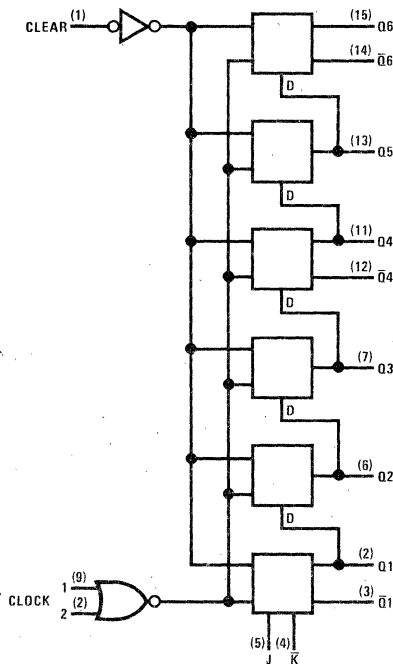 CLEAR (1)
(15) Q6
(14) Q̅6
D
(13) Q5
D
(11) Q4
(12) Q̅4
D
(7) Q3
D
(6) Q2
D
(2) Q1
(3) Q̅1
CLOCK
1 (9)
2 (2)
(5) (4)
J K̅